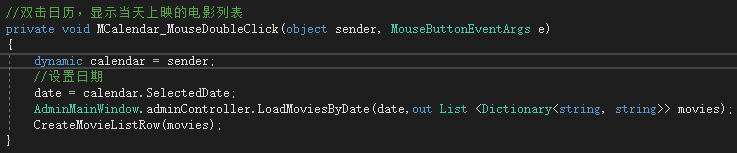 //双击日历，显示当天上映的电影列表
private void MCalendar_MouseDoubleClick(object sender, MouseButtonEventArgs e)
{
    dynamic calendar = sender;
    //设置日期
    date = calendar.SelectedDate;
    AdminMainWindow.adminController.LoadMoviesByDate(date,out List <Dictionary<string, string>> movies);
    CreateMovieListRow(movies);
}